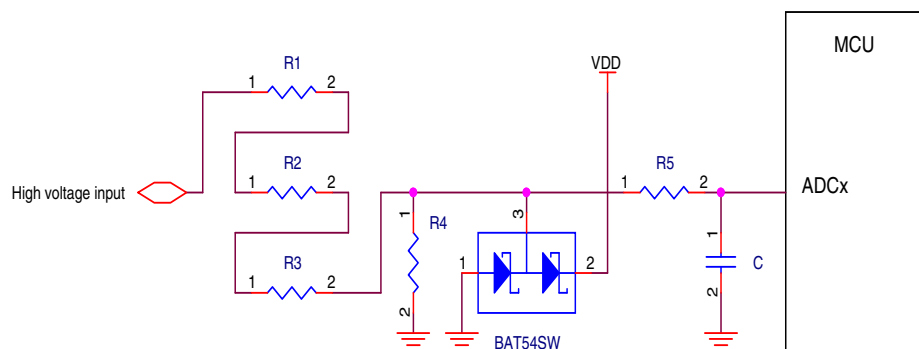 MCU
R1
VDD
1 2
R2
R5
High voltage input
1 2
1 2
ADCx
1
R4
3
R3
1 2
1 2
1
C
2
2
BAT54SW